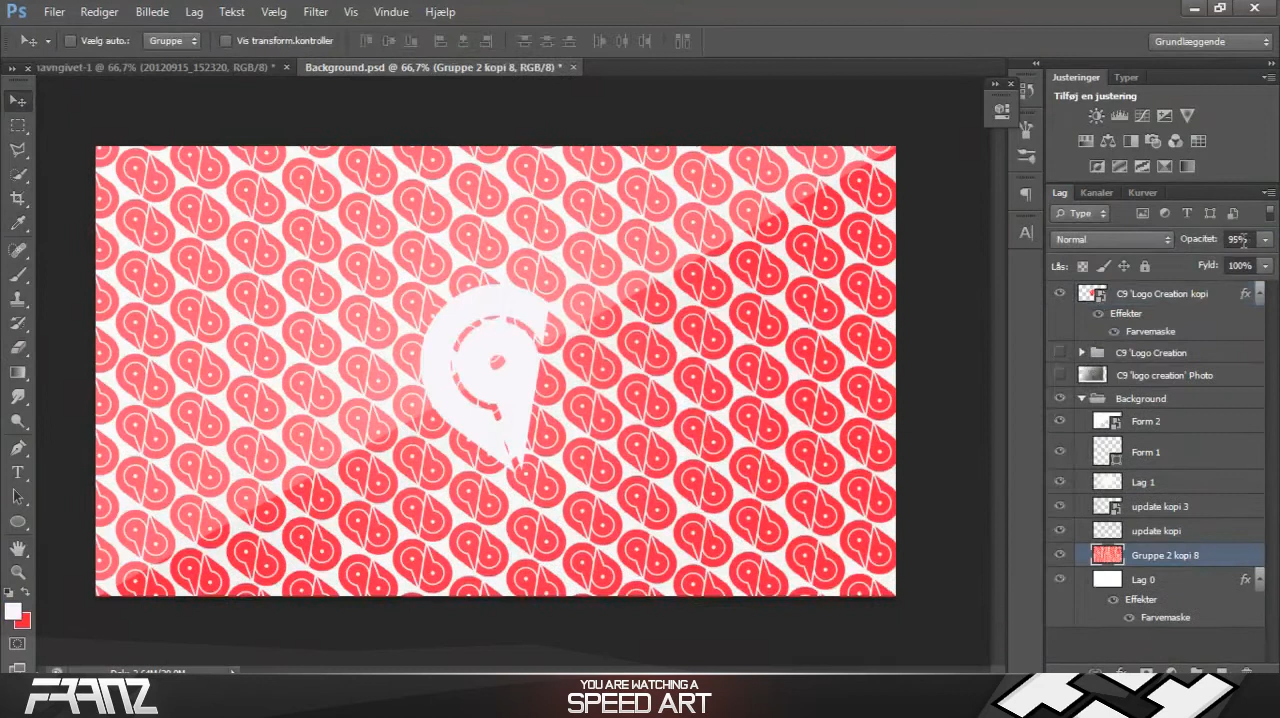 Ps Filer Rediger Billede Lag Tekst Vælg Filter Vis Vindue Hjælp
Vælg auto.: Gruppe Vis transform.kontroller Grundlæggende
navngivet-1 @ 66,7% (20120915_152320, RGB/8) * × Background.psd @ 66,7% (Gruppe 2 kopi 8, RGB/8) * ×
Justeringer Typer
Tilføj en justering
Lag Kanaler Kurver
Type
Normal Opacitet: 95%
Lås: Fyld: 100%
C9 'Logo Creation kopi fx
Effekter
Farvemaske
C9 'Logo Creation
C9 'logo creation' Photo
Background
Form 2
Form 1
Lag 1
update kopi 3
update kopi
Gruppe 2 kopi 8
Lag 0 fx
Effekter
Farvemaske
FRANZ
YOU ARE WATCHING A
SPEED ART